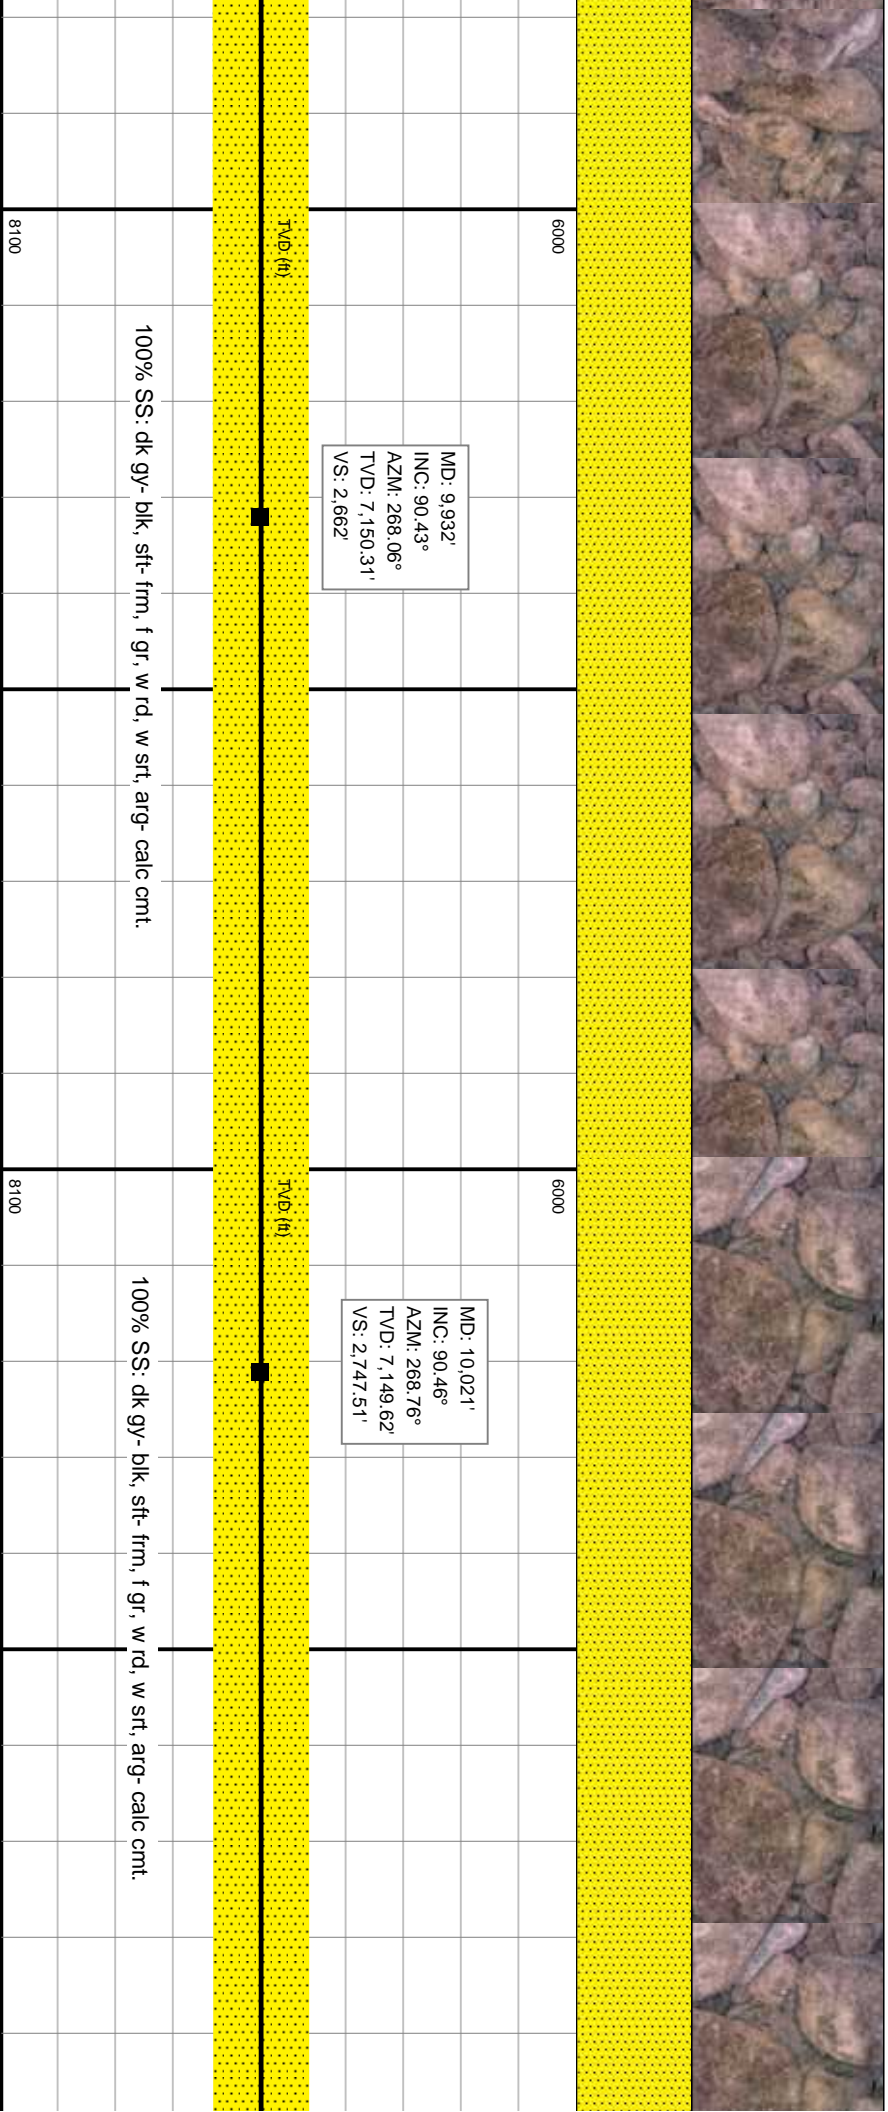 6000
TVD (ft)
8100
MD: 9,932'
INC: 90.43°
AZM: 268.06°
TVD: 7,150.31'
VS: 2,662'
100% SS: dk gy- blk, sft- frm, f gr, w rd, w srt, arg- calc cmt.
6000
TVD (ft)
8100
MD: 10,021'
INC: 90.46°
AZM: 268.76°
TVD: 7,149.62'
VS: 2,747.51'
100% SS: dk gy- blk, sft- frm, f gr, w rd, w srt, arg- calc cmt.